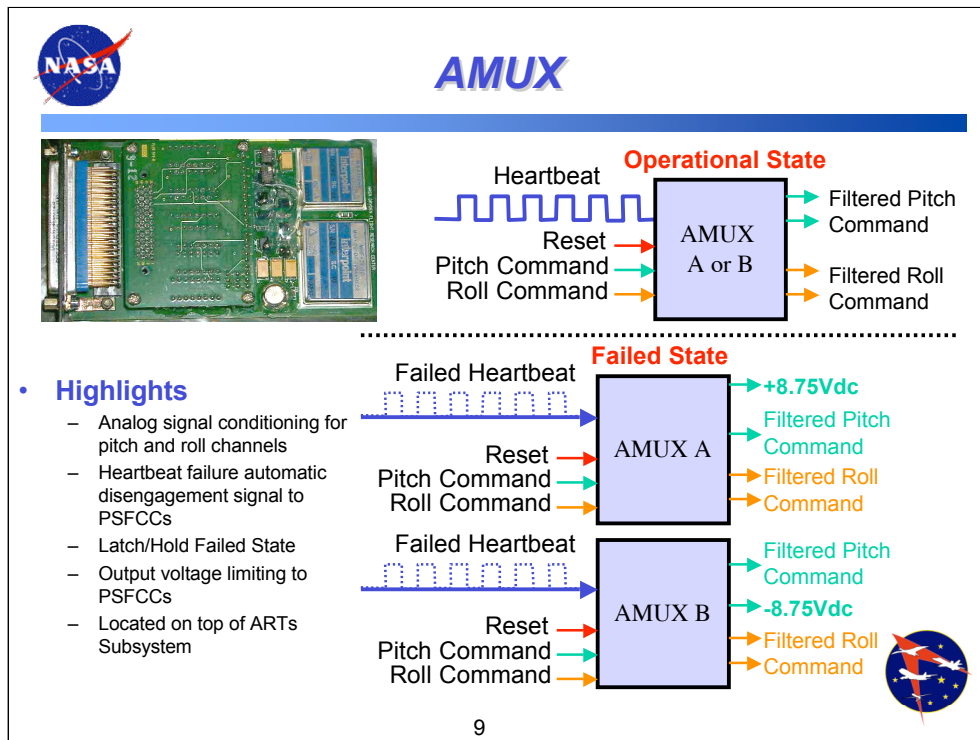 NASA
AMUX
Operational State
Heartbeat
Reset
Pitch Command
Roll Command
AMUX
A or B
Filtered Pitch
Command
Filtered Roll
Command
Failed State
Failed Heartbeat
Reset
Pitch Command
Roll Command
AMUX A
+8.75Vdc
Filtered Pitch
Command
Filtered Roll
Command
Failed Heartbeat
Reset
Pitch Command
Roll Command
AMUX B
Filtered Pitch
Command
-8.75Vdc
Filtered Roll
Command
• Highlights
– Analog signal conditioning for
pitch and roll channels
– Heartbeat failure automatic
disengagement signal to
PSFCCs
– Latch/Hold Failed State
– Output voltage limiting to
PSFCCs
– Located on top of ARTs
Subsystem
Interpoint
Interpoint
9